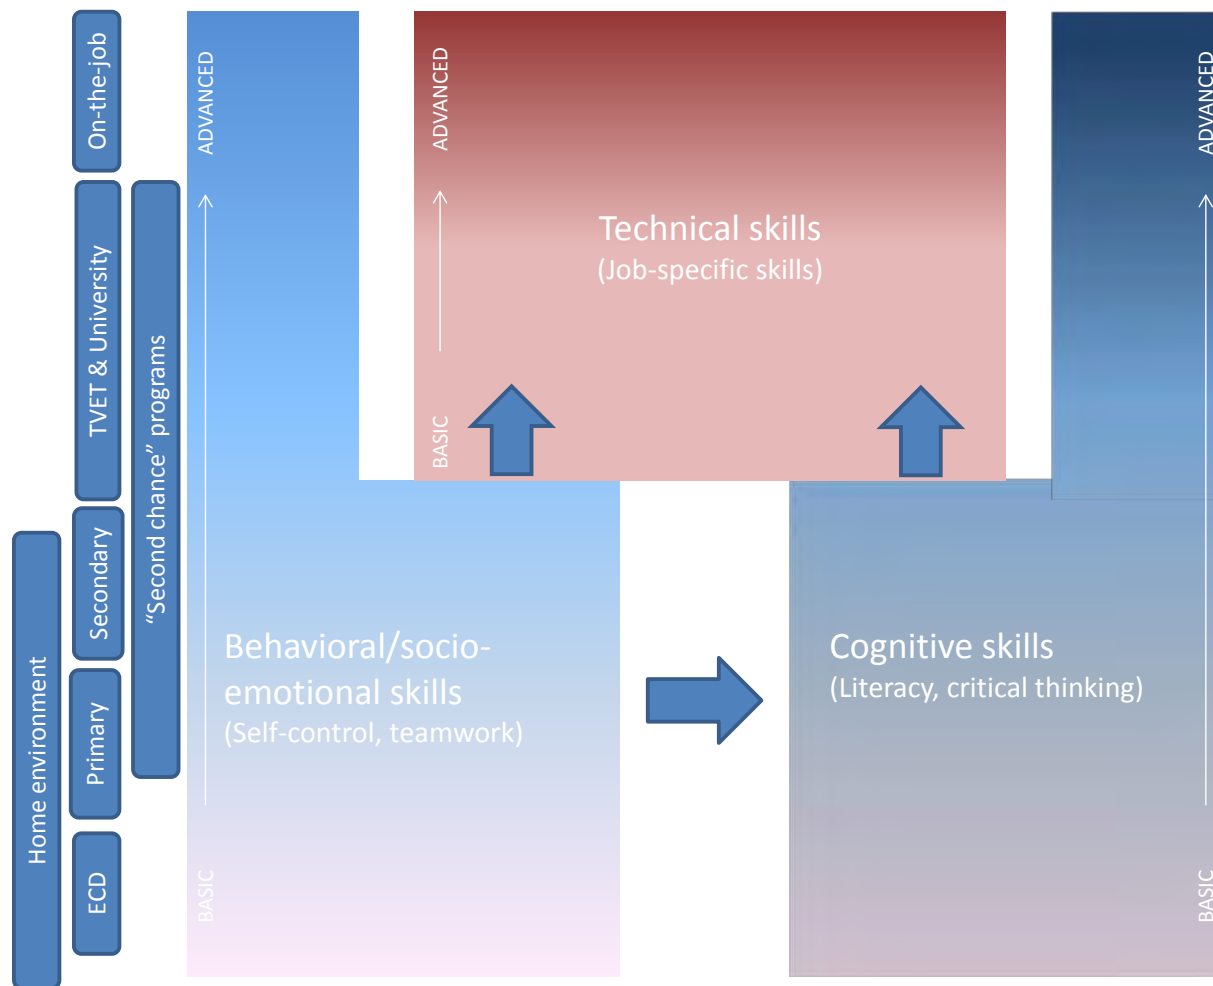 Home environment
On-the-job
TVET & University
Secondary
Primary
ECD
“Second chance” programs
ADVANCED
BASIC
Behavioral/socio-
emotional skills
(Self-control, teamwork)
ADVANCED
BASIC
Technical skills
(Job-specific skills)
Cognitive skills
(Literacy, critical thinking)
ADVANCED
BASIC